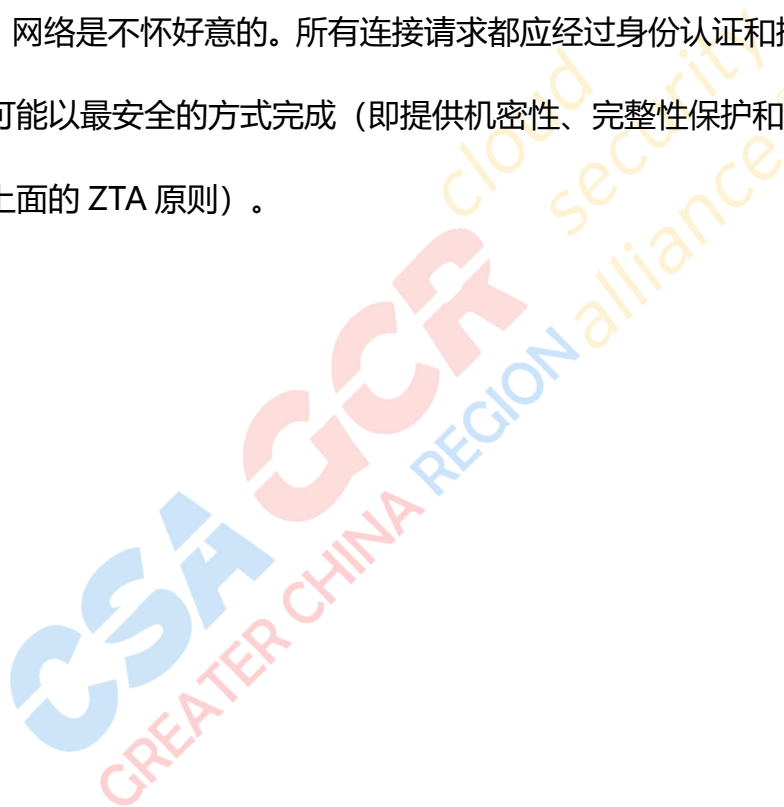 网络是不怀好意的。所有连接请求都应经过身份认证和
可能以最安全的方式完成（即提供机密性、完整性保护和
上面的 ZTA 原则）。
cloud
security
alliance
CSA GCR
GREATER CHINA REGION